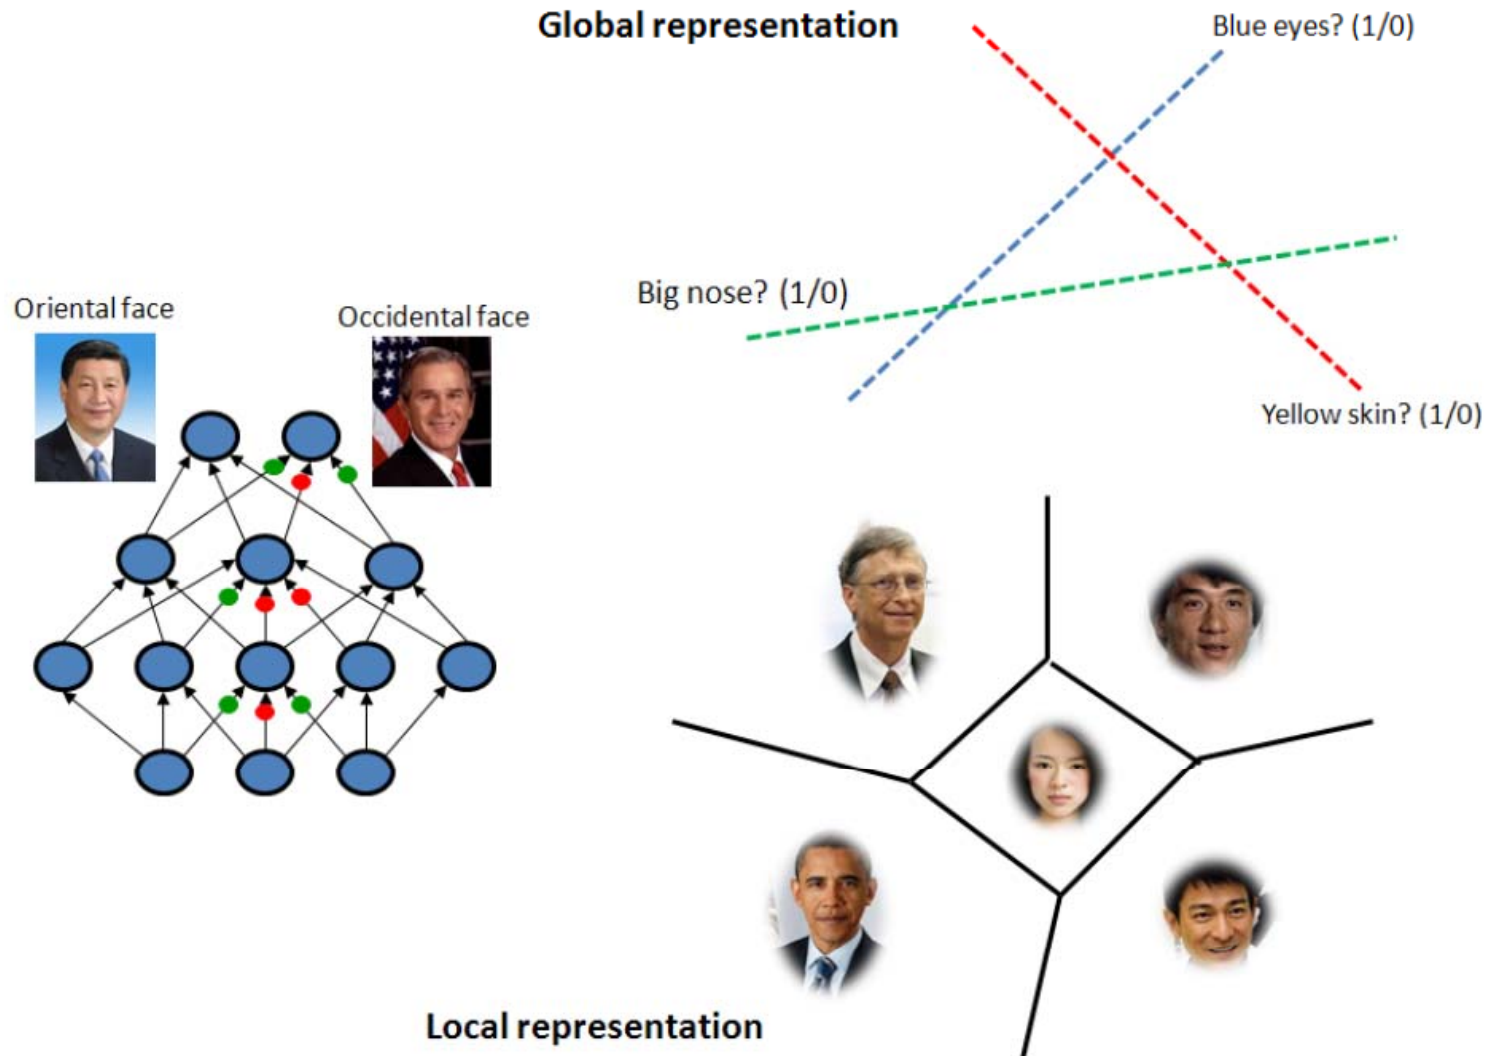 Global representation
Blue eyes? (1/0)
Big nose? (1/0)
Oriental face
Occidental face
Yellow skin? (1/0)
Local representation